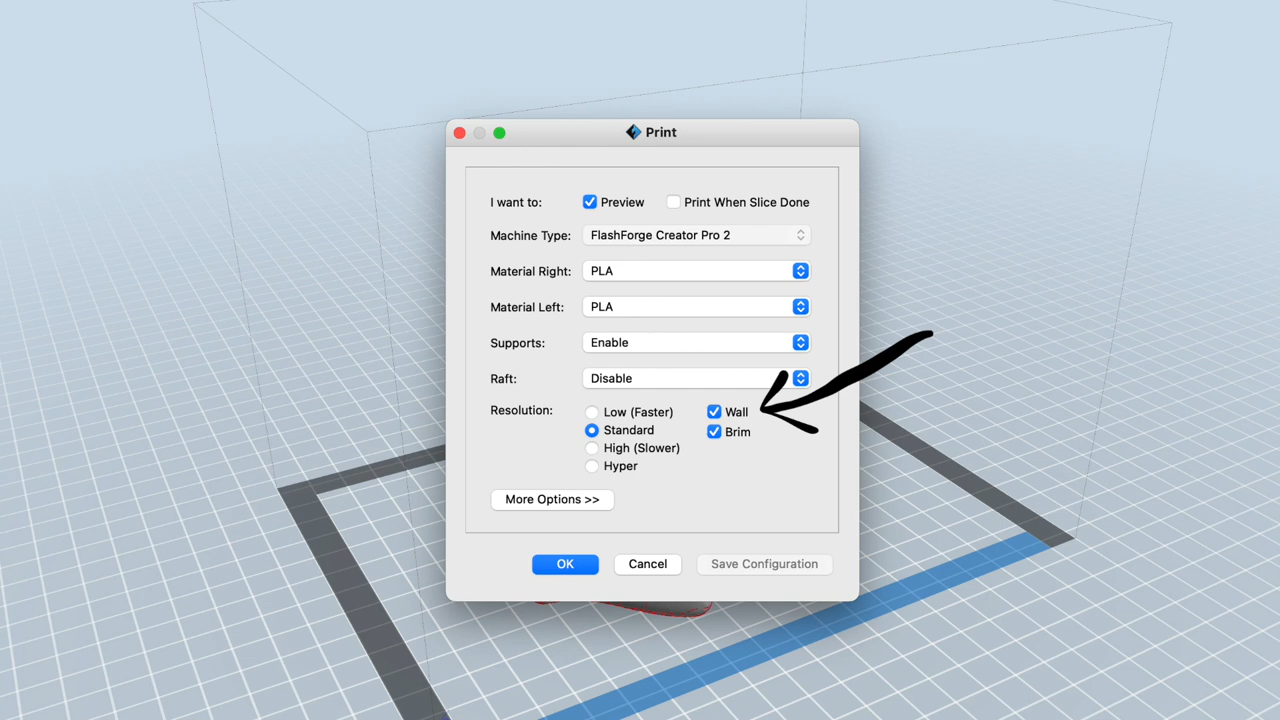 Print
I want to: Preview Print When Slice Done
Machine Type: FlashForge Creator Pro 2
Material Right: PLA
Material Left: PLA
Supports: Enable
Raft: Disable
Resolution: Low (Faster) Wall
Standard Brim
High (Slower)
Hyper
More Options >>
OK Cancel Save Configuration